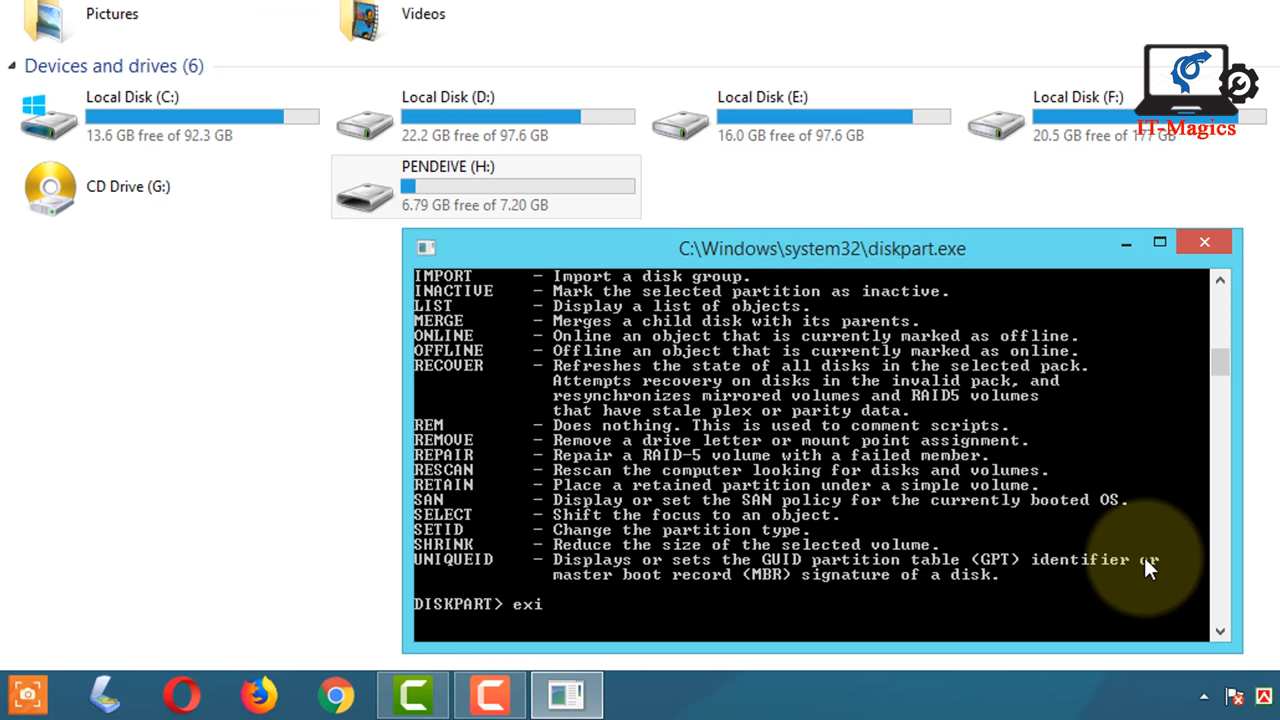 Pictures
Videos
Devices and drives (6)
Local Disk (C:)
13.6 GB free of 92.3 GB
Local Disk (D:)
22.2 GB free of 97.6 GB
Local Disk (E:)
16.0 GB free of 97.6 GB
Local Disk (F:)
20.5 GB free of 177 GB
IT-Magics
CD Drive (G:)
PENDEIVE (H:)
6.79 GB free of 7.20 GB
C:\Windows\system32\diskpart.exe
IMPORT - Import a disk group.
INACTIVE - Mark the selected partition as inactive.
LIST - Display a list of objects.
MERGE - Merges a child disk with its parents.
ONLINE - Online an object that is currently marked as offline.
OFFLINE - Offline an object that is currently marked as online.
RECOVER - Refreshes the state of all disks in the selected pack.
Attempts recovery on disks in the invalid pack, and
resynchronizes mirrored volumes and RAID5 volumes
that have stale plex or parity data.
REM - Does nothing. This is used to comment scripts.
REMOVE - Remove a drive letter or mount point assignment.
REPAIR - Repair a RAID-5 volume with a failed member.
RESCAN - Rescan the computer looking for disks and volumes.
RETAIN - Place a retained partition under a simple volume.
SAN - Display or set the SAN policy for the currently booted OS.
SELECT - Shift the focus to an object.
SETID - Change the partition type.
SHRINK - Reduce the size of the selected volume.
UNIQUEID - Displays or sets the GUID partition table (GPT) identifier or
master boot record (MBR) signature of a disk.
DISKPART> exi